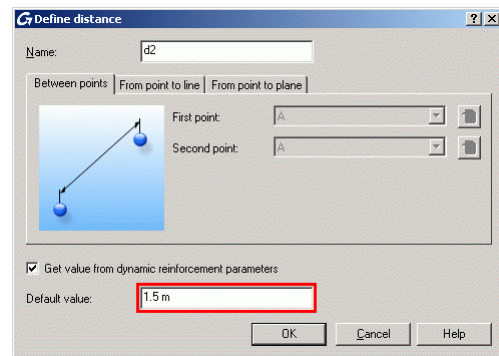 Define distance
Name: d2
Between points From point to line From point to plane
First point: A
Second point: A
Get value from dynamic reinforcement parameters
Default value: 1.5 m
OK Cancel Help